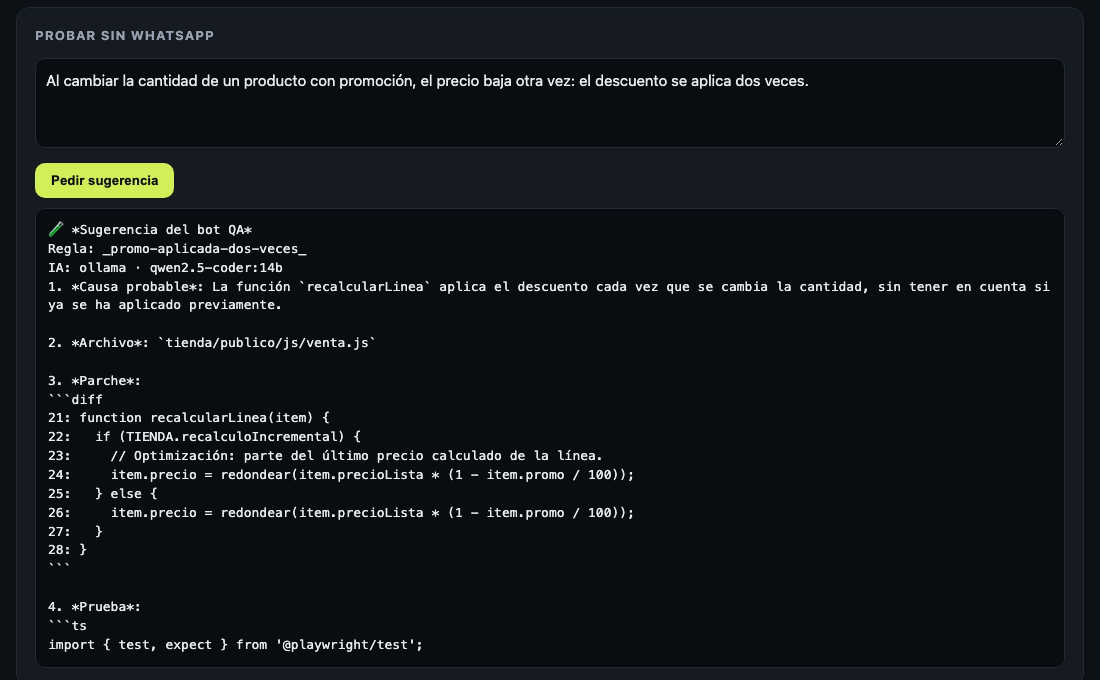 PROBAR SIN WHATSAPP
Al cambiar la cantidad de un producto con promoción, el precio baja otra vez: el descuento se aplica dos veces.
Pedir sugerencia
🧪 *Sugerencia del bot QA*
Regla: _promo-aplicada-dos-veces_
IA: ollama · qwen2.5-coder:14b
1. *Causa probable*: La función `recalcularLinea` aplica el descuento cada vez que se cambia la cantidad, sin tener en cuenta si
ya se ha aplicado previamente.
2. *Archivo*: `tienda/publico/js/venta.js`
3. *Parche*:
```diff
21: function recalcularLinea(item) {
22:   if (TIENDA.recalculoIncremental) {
23:     // Optimización: parte del último precio calculado de la línea.
24:     item.precio = redondear(item.precioLista * (1 - item.promo / 100));
25:   } else {
26:     item.precio = redondear(item.precioLista * (1 - item.promo / 100));
27:   }
28: }
```
4. *Prueba*:
```ts
import { test, expect } from '@playwright/test';